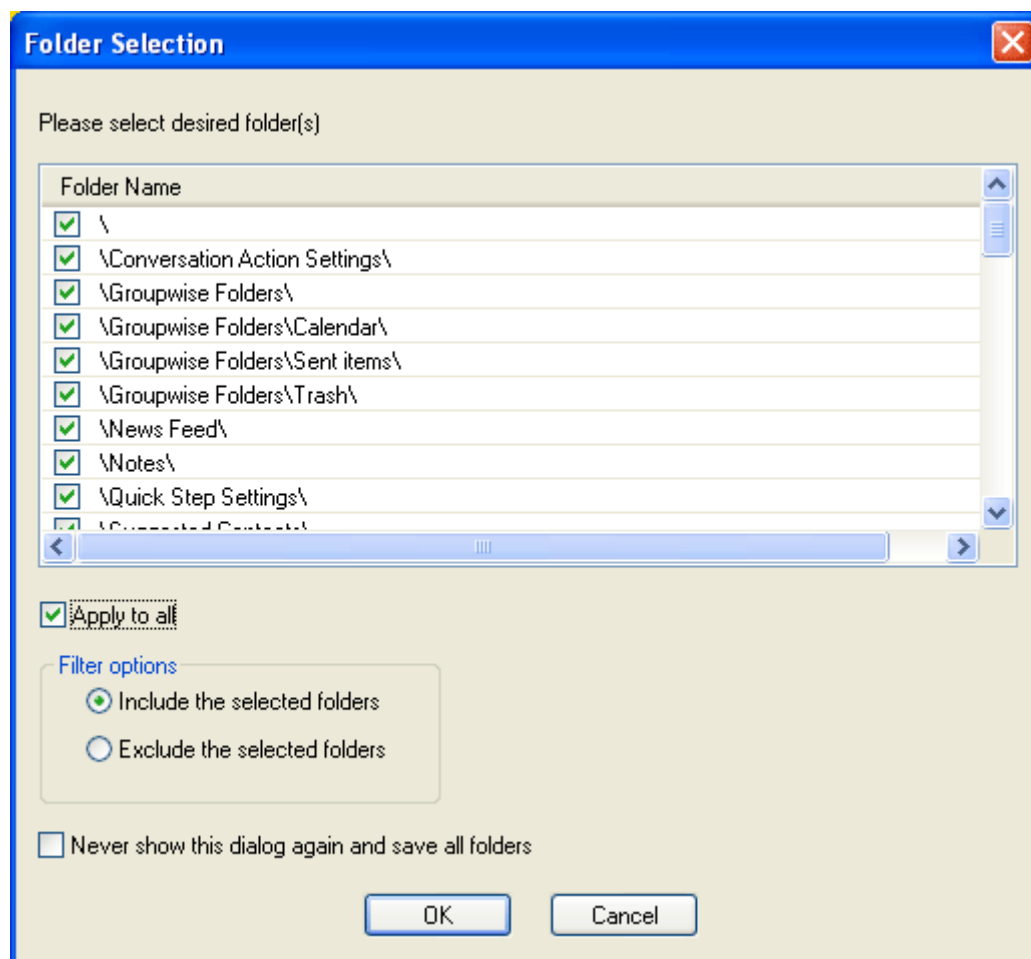 Folder Selection
Please select desired folder(s)
Folder Name
\
\Conversation Action Settings\
\Groupwise Folders\
\Groupwise Folders\Calendar\
\Groupwise Folders\Sent items\
\Groupwise Folders\Trash\
\News Feed\
\Notes\
\Quick Step Settings\
\Suggested Contacts\
Apply to all
Filter options
Include the selected folders
Exclude the selected folders
Never show this dialog again and save all folders
OK Cancel